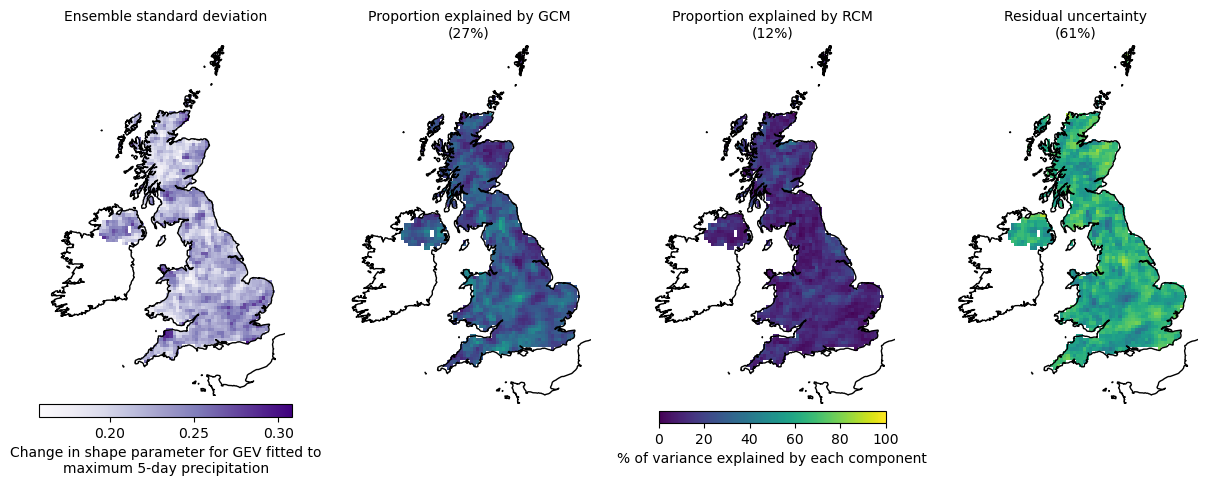 Ensemble standard deviation
Proportion explained by GCM
(27%)
Proportion explained by RCM
(12%)
Residual uncertainty
(61%)
0.20 0.25 0.30
Change in shape parameter for GEV fitted to
maximum 5-day precipitation
0 20 40 60 80 100
% of variance explained by each component